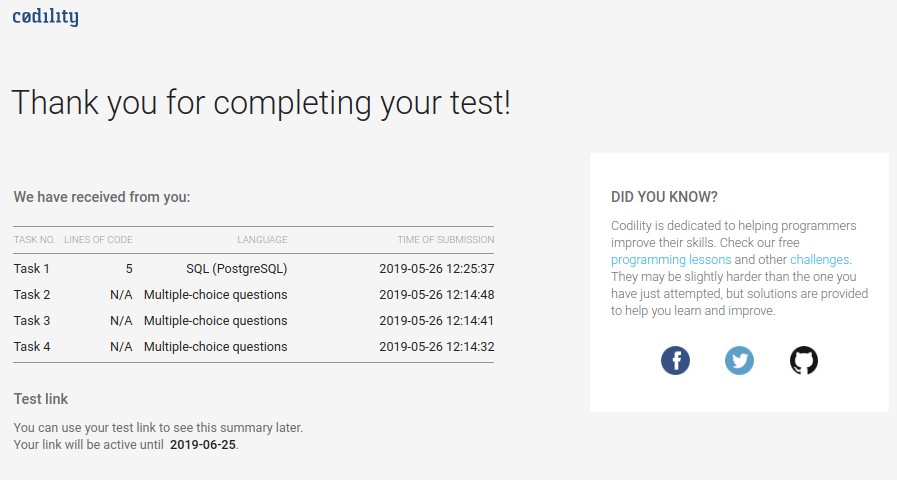 cødility
Thank you for completing your test!
We have received from you:
TASK NO. LINES OF CODE LANGUAGE TIME OF SUBMISSION
Task 1 5 SQL (PostgreSQL) 2019-05-26 12:25:37
Task 2 N/A Multiple-choice questions 2019-05-26 12:14:48
Task 3 N/A Multiple-choice questions 2019-05-26 12:14:41
Task 4 N/A Multiple-choice questions 2019-05-26 12:14:32
Test link
You can use your test link to see this summary later.
Your link will be active until 2019-06-25.
DID YOU KNOW?
Codility is dedicated to helping programmers
improve their skills. Check our free
programming lessons and other challenges.
They may be slightly harder than the one you
have just attempted, but solutions are provided
to help you learn and improve.